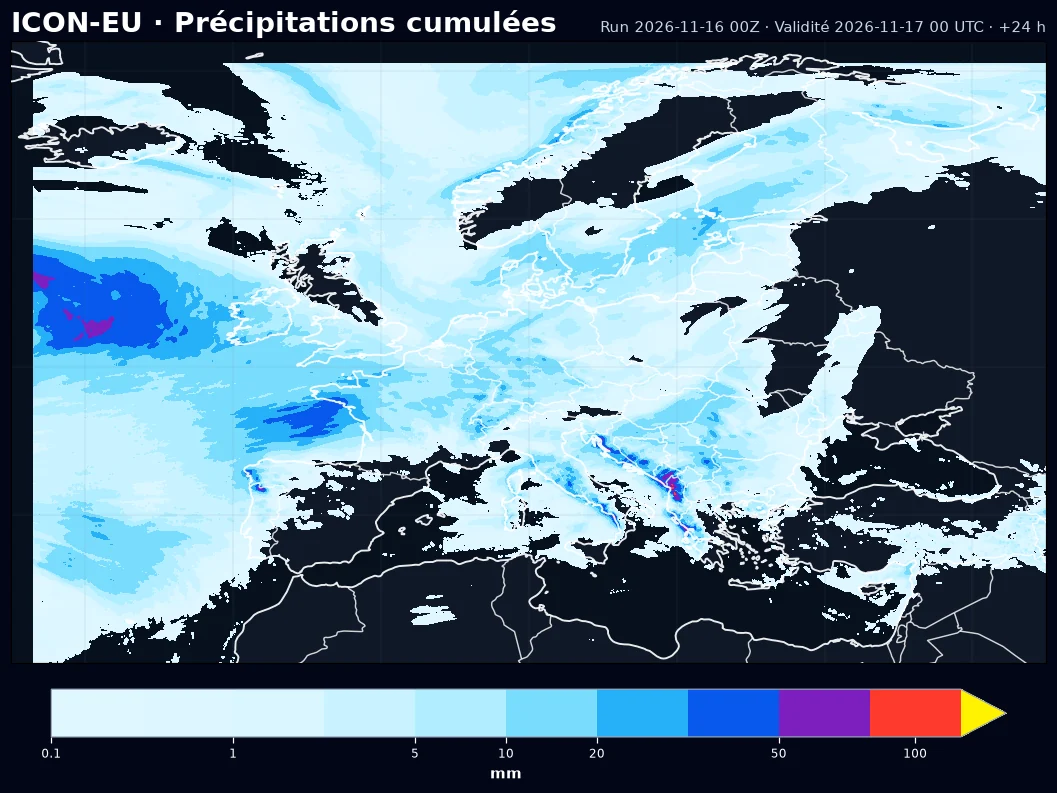 ICON-EU · Précipitations cumulées
Run 2026-11-16 00Z · Validité 2026-11-17 00 UTC · +24 h
0.1 1 5 10 20 50 100
mm